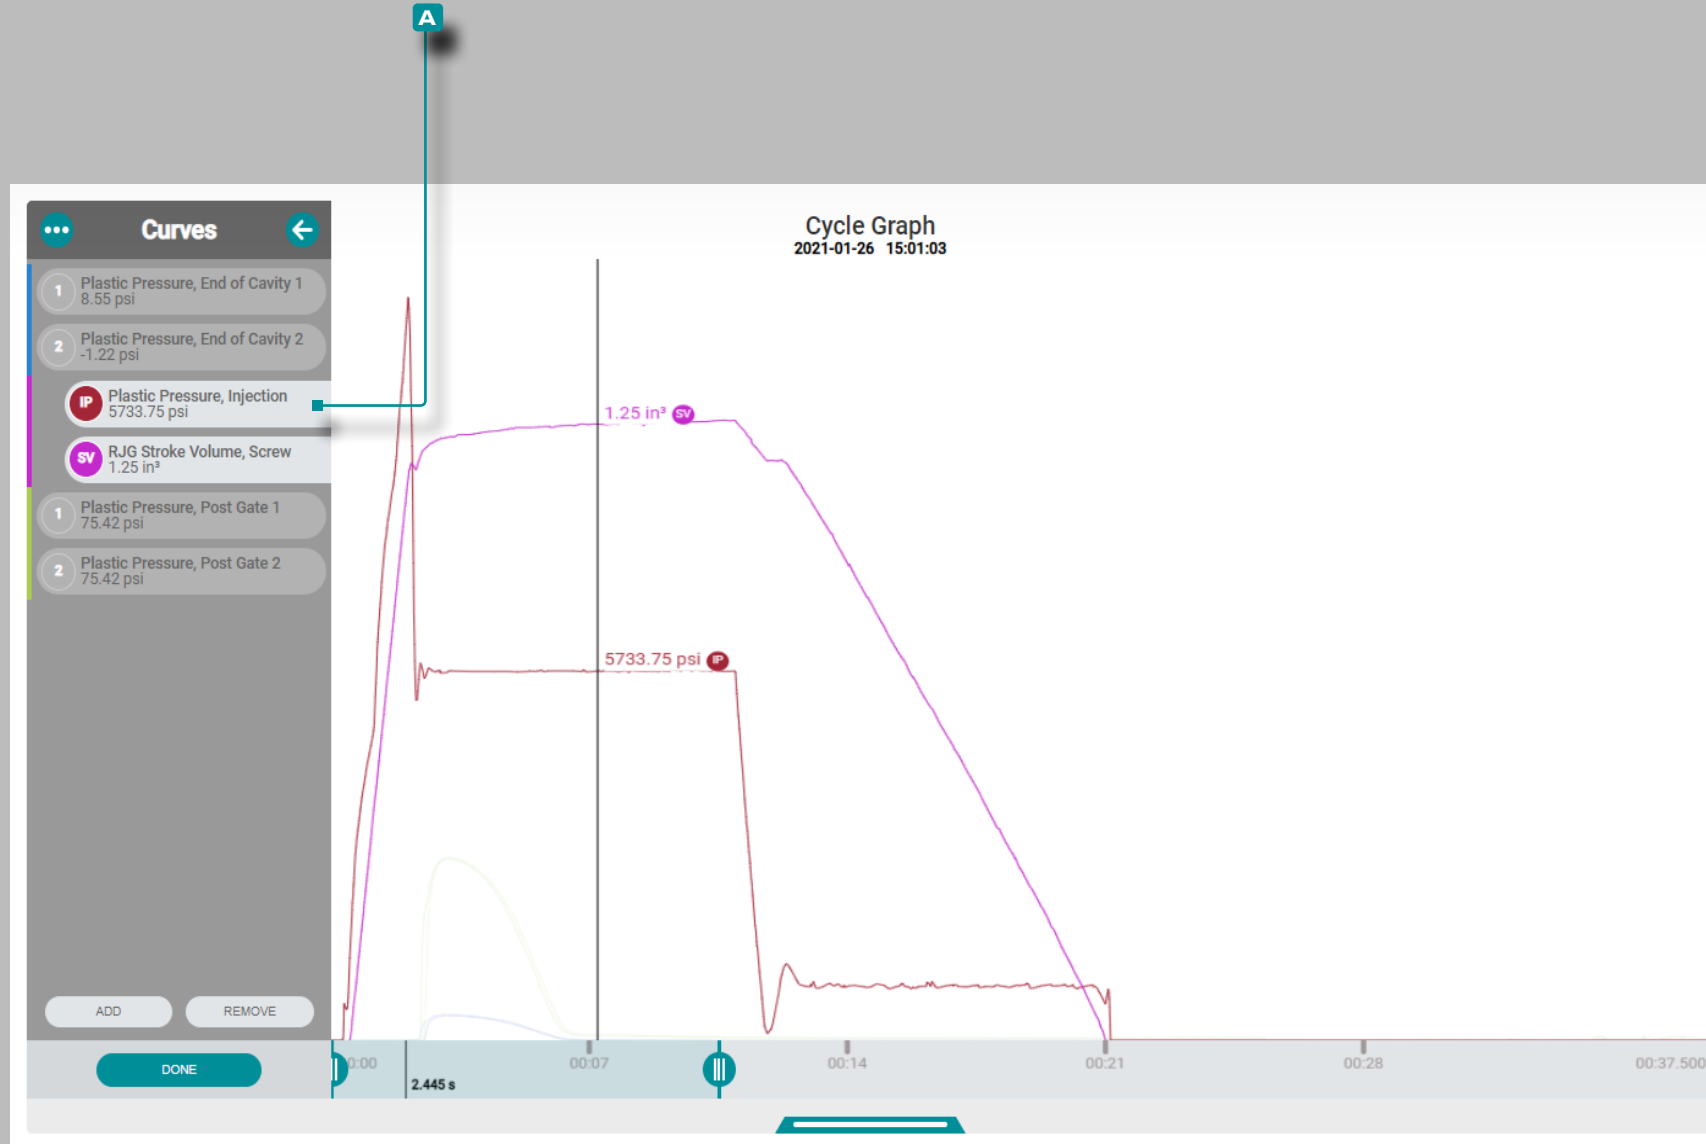 A
Curves
Cycle Graph
2021-01-26 15:01:03
1
Plastic Pressure, End of Cavity 1
8.55 psi
2
Plastic Pressure, End of Cavity 2
-1.22 psi
IP
Plastic Pressure, Injection
5733.75 psi
SV
RJG Stroke Volume, Screw
1.25 in³
1
Plastic Pressure, Post Gate 1
75.42 psi
2
Plastic Pressure, Post Gate 2
75.42 psi
1.25 in³ SV
5733.75 psi IP
ADD
REMOVE
DONE
0:00
00:07
00:14
00:21
00:28
00:37.500
2.445 s